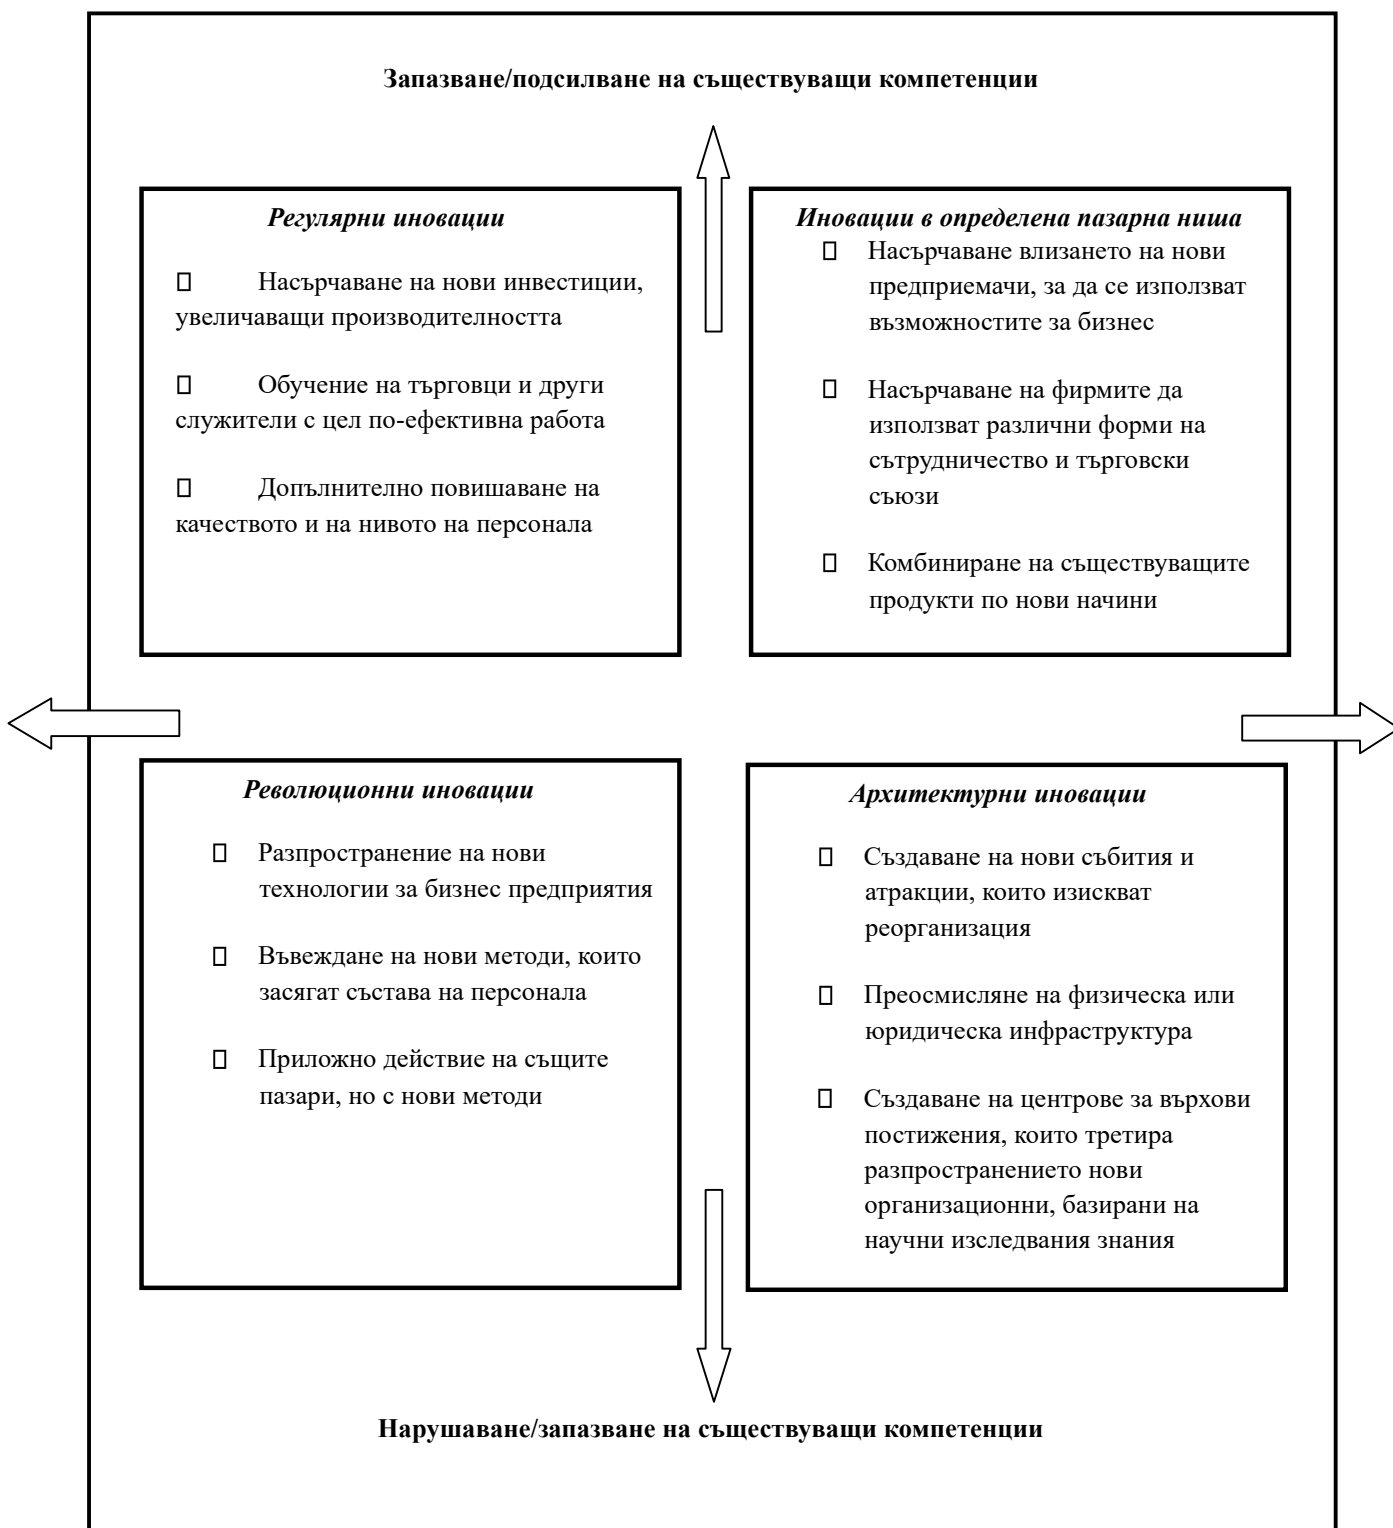 Запазване/подсилване на съществуващи компетенции
Регулярни иновации
Насърчаване на нови инвестиции,
увеличаващи производителността
Обучение на търговци и други
служители с цел по-ефективна работа
Допълнително повишаване на
качеството и на нивото на персонала
Иновации в определена пазарна ниша
Насърчаване влизането на нови
предприемачи, за да се използват
възможностите за бизнес
Насърчаване на фирмите да
използват различни форми на
сътрудничество и търговски
съюзи
Комбиниране на съществуващите
продукти по нови начини
Революционни иновации
Разпространение на нови
технологии за бизнес предприятия
Въвеждане на нови методи, които
засягат състава на персонала
Приложно действие на същите
пазари, но с нови методи
Архитектурни иновации
Създаване на нови събития и
атракции, които изискват
реорганизация
Преосмисляне на физическа или
юридическа инфраструктура
Създаване на центрове за върхови
постижения, които третира
разпространението нови
организационни, базирани на
научни изследвания знания
Нарушаване/запазване на съществуващи компетенции